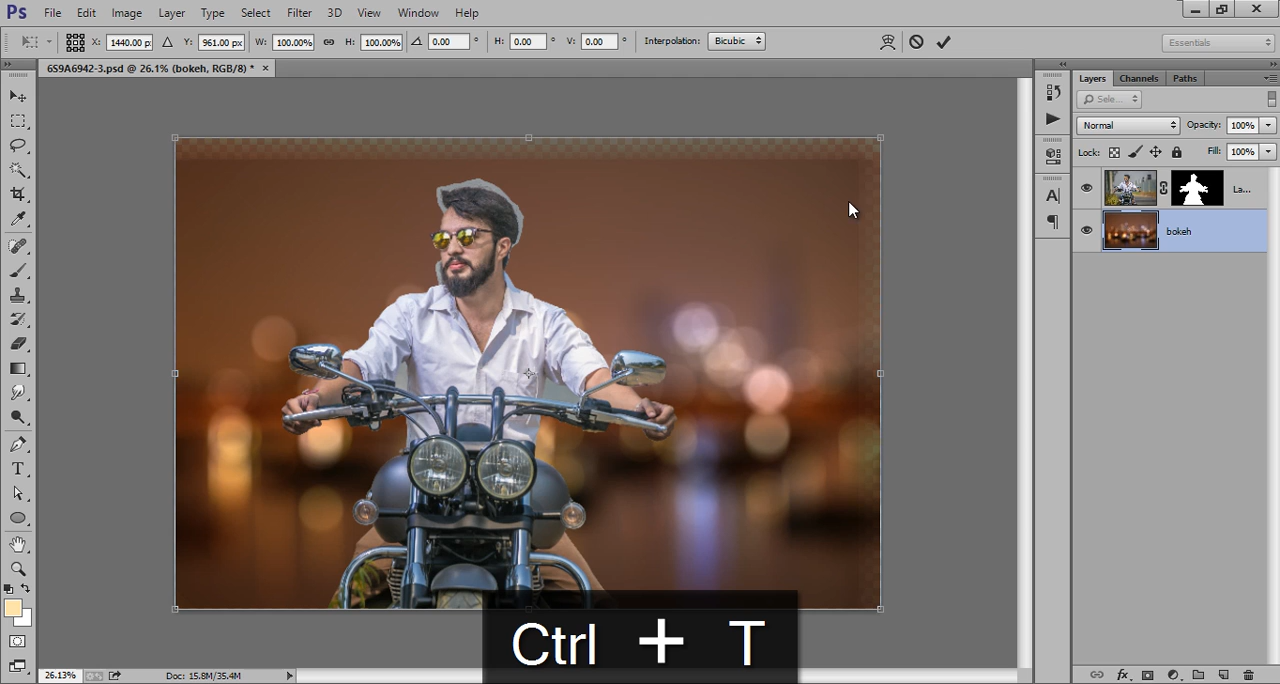 Ps File Edit Image Layer Type Select Filter 3D View Window Help
X: 1440.00 p: Y: 961.00 px W: 100.00% H: 100.00% 0.00 ° H: 0.00 ° V: 0.00 ° Interpolation: Bicubic Essentials
6S9A6942-3.psd @ 26.1% (bokeh, RGB/8) * ×
Layers Channels Paths
Sele...
Normal Opacity: 100%
Lock: Fill: 100%
La...
bokeh
A
T
Ctrl + T
26.13% Doc: 15.8M/35.4M
fx